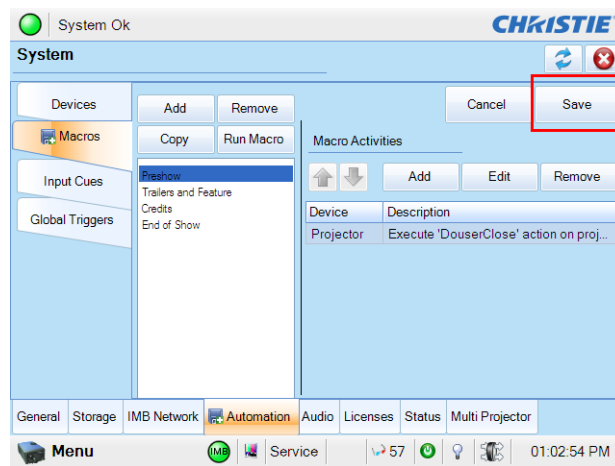 System Ok
CHRISTIE
System
Devices
Add
Remove
Cancel
Save
Macros
Copy
Run Macro
Macro Activities
Input Cues
Preshow
Trailers and Feature
Credits
End of Show
Add
Edit
Remove
Global Triggers
Device
Description
Projector
Execute 'DouserClose' action on proj...
General
Storage
IMB Network
Automation
Audio
Licenses
Status
Multi Projector
Menu
IMB
Service
57
01:02:54 PM